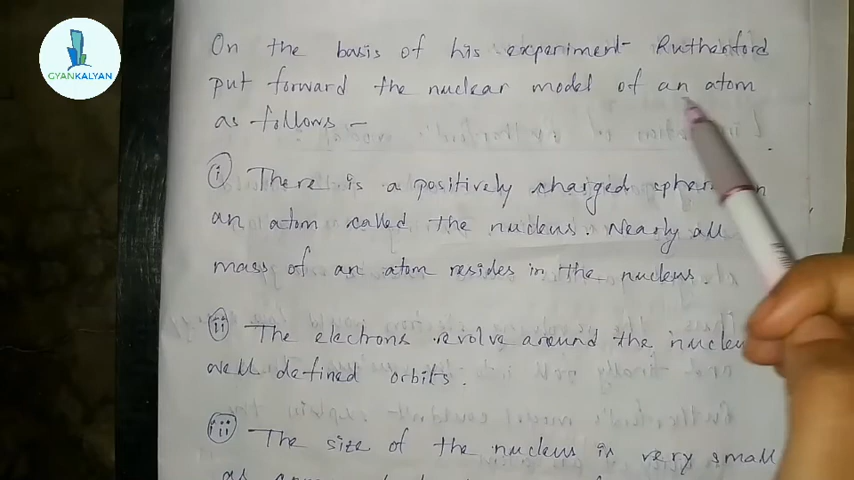 GYANKALYAN
On the basis of his experiment Rutherford
put forward the nuclear model of an atom
as follows -
(i) There is a positively charged
an atom called the nucleus. Nearly all
mass of an atom resides in the nucleus.
(ii) The electrons revolve around the
well defined orbits.
(iii) The size of the nucleus is very small
as